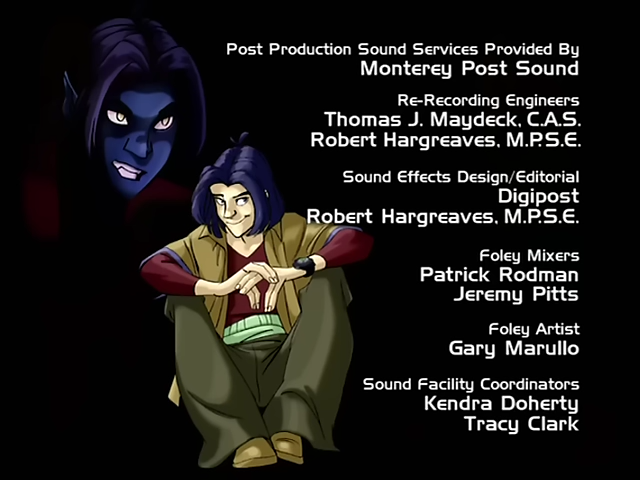 Post Production Sound Services Provided By
Monterey Post Sound
Re-Recording Engineers
Thomas J. Maydeck, C.A.S.
Robert Hargreaves, M.P.S.E.
Sound Effects Design/Editorial
Digipost
Robert Hargreaves, M.P.S.E.
Foley Mixers
Patrick Rodman
Jeremy Pitts
Foley Artist
Gary Marullo
Sound Facility Coordinators
Kendra Doherty
Tracy Clark